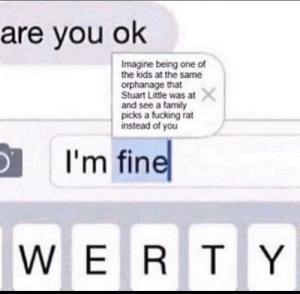 are you ok
Imagine being one of
the kids at the same
orphanage that
Stuart Little was at
and see a family
picks a fucking rat
instead of you
I'm fine
W E R T Y